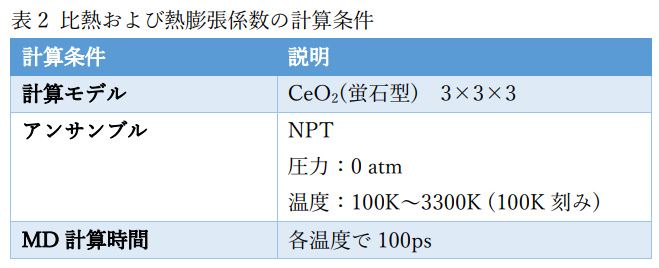 表 2 比熱および熱膨張係数の計算条件
計算条件 説明
計算モデル CeO₂(蛍石型) 3×3×3
アンサンブル NPT
圧力：0 atm
温度：100K～3300K (100K 刻み)
MD 計算時間 各温度で 100ps